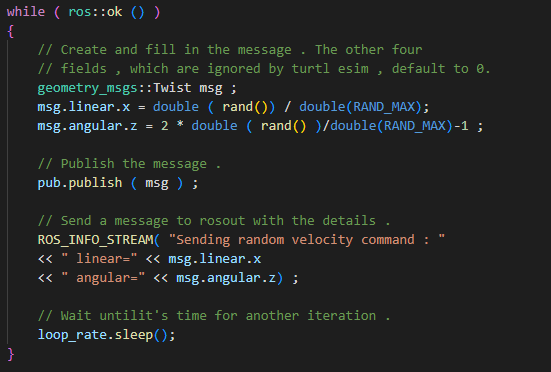 while ( ros::ok () )
{
// Create and fill in the message . The other four
// fields , which are ignored by turtl esim , default to 0.
geometry_msgs::Twist msg ;
msg.linear.x = double ( rand()) / double(RAND_MAX);
msg.angular.z = 2 * double ( rand() )/double(RAND_MAX)-1 ;
// Publish the message .
pub.publish ( msg ) ;
// Send a message to rosout with the details .
ROS_INFO_STREAM( "Sending random velocity command : "
<< " linear=" << msg.linear.x
<< " angular=" << msg.angular.z) ;
// Wait untilit's time for another iteration .
loop_rate.sleep();
}